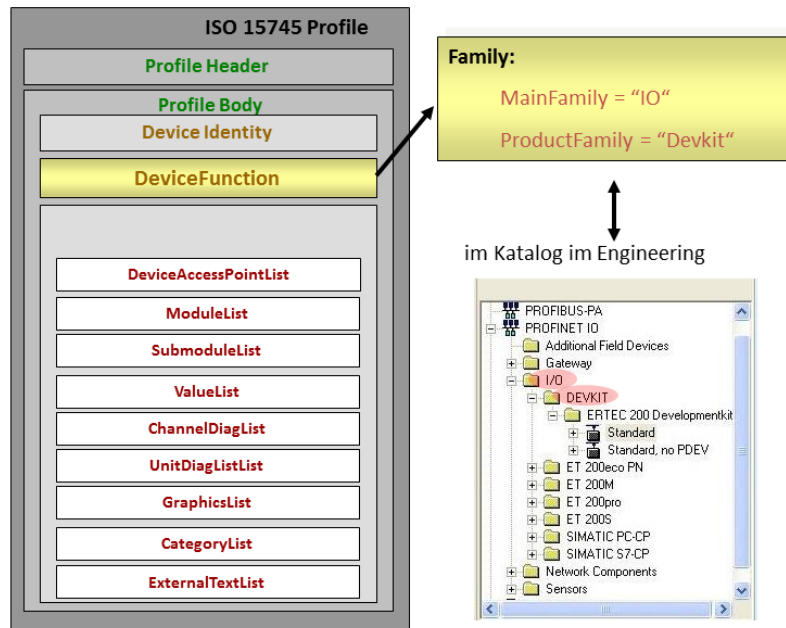 ISO 15745 Profile
Profile Header
Profile Body
Device Identity
DeviceFunction
DeviceAccessPointList
ModuleList
SubmoduleList
ValueList
ChannelDiagList
UnitDiagListList
GraphicsList
CategoryList
ExternalTextList
Family:
MainFamily = “IO“
ProductFamily = “Devkit“
im Katalog im Engineering
PROFIBUS-PA
PROFINET IO
Additional Field Devices
Gateway
I/O
DEVKIT
ERTEC 200 Developmentkit
Standard
Standard, no PDEV
ET 200eco PN
ET 200M
ET 200pro
ET 200S
SIMATIC PC-CP
SIMATIC S7-CP
Network Components
Sensors